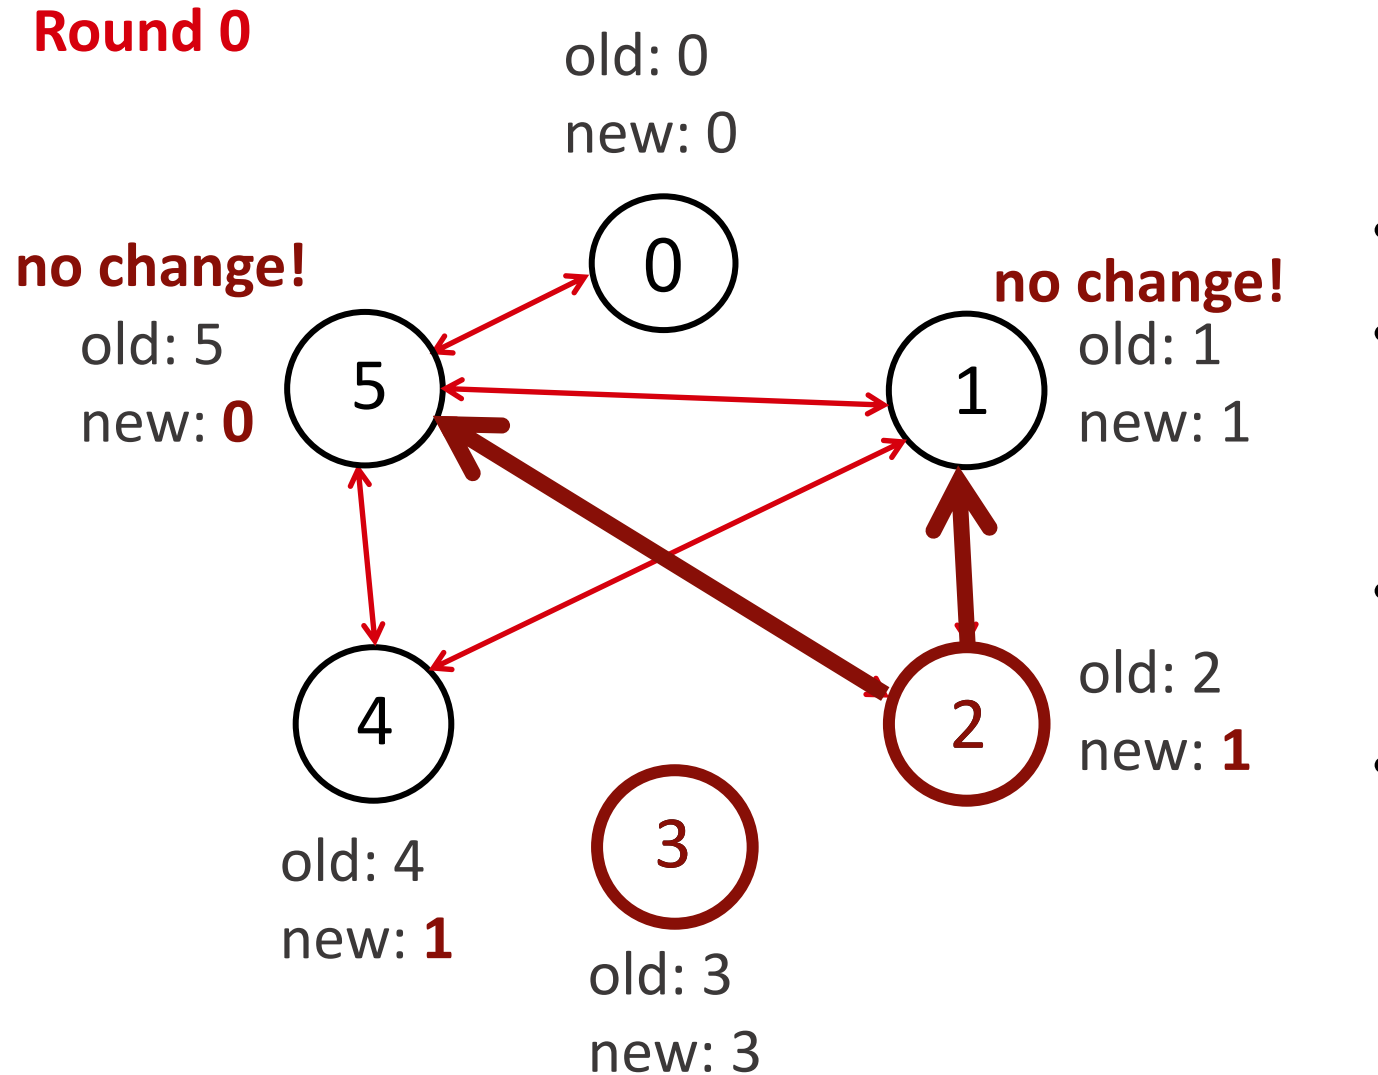 Round 0
old: 0
new: 0
0
no change!
old: 5
new: 0
5
no change!
old: 1
new: 1
1
4
old: 4
new: 1
3
old: 3
new: 3
2
old: 2
new: 1